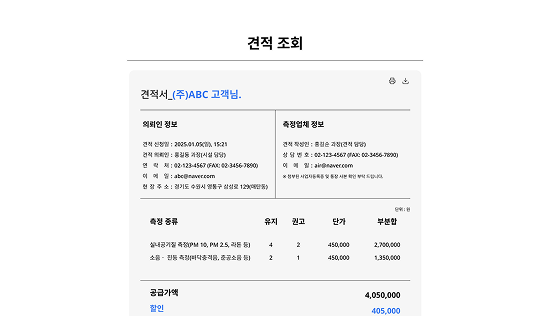 견적 조회
견적서_(주)ABC 고객님.
의뢰인 정보
견적 신청일 : 2025.01.05(일), 15:21
견적 의뢰인 : 홍길동 과장(시설 담당)
연 락 처 : 02-123-4567 (FAX: 02-3456-7890)
이 메 일 : abc@naver.com
현 장 주 소 : 경기도 수원시 영통구 삼성로 129(매탄동)
측정업체 정보
견적 작성인 : 홍길순 과장(견적 담당)
상 담 번 호 : 02-123-4567 (FAX: 02-3456-7890)
이 메 일 : air@naver.com
※ 첨부된 사업자등록증 및 통장 사본 확인 부탁 드립니다.
단위 : 원
측정 종류 유지 권고 단가 부분합
실내공기질 측정(PM 10, PM 2.5, 라돈 등) 4 2 450,000 2,700,000
소음 · 진동 측정(바닥충격음, 준공소음 등) 2 1 450,000 1,350,000
공급가액 4,050,000
할인 405,000